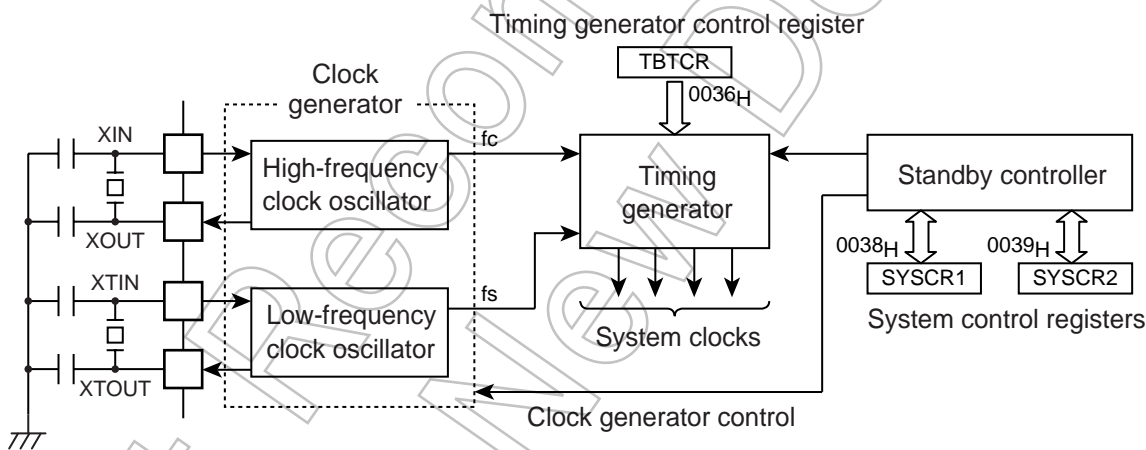 Timing generator control register
TBTCR
0036H
Clock
generator
XIN
XOUT
XTIN
XTOUT
High-frequency
clock oscillator
fc
Low-frequency
clock oscillator
fs
Timing
generator
System clocks
Standby controller
0038H
0039H
SYSCR1
SYSCR2
System control registers
Clock generator control